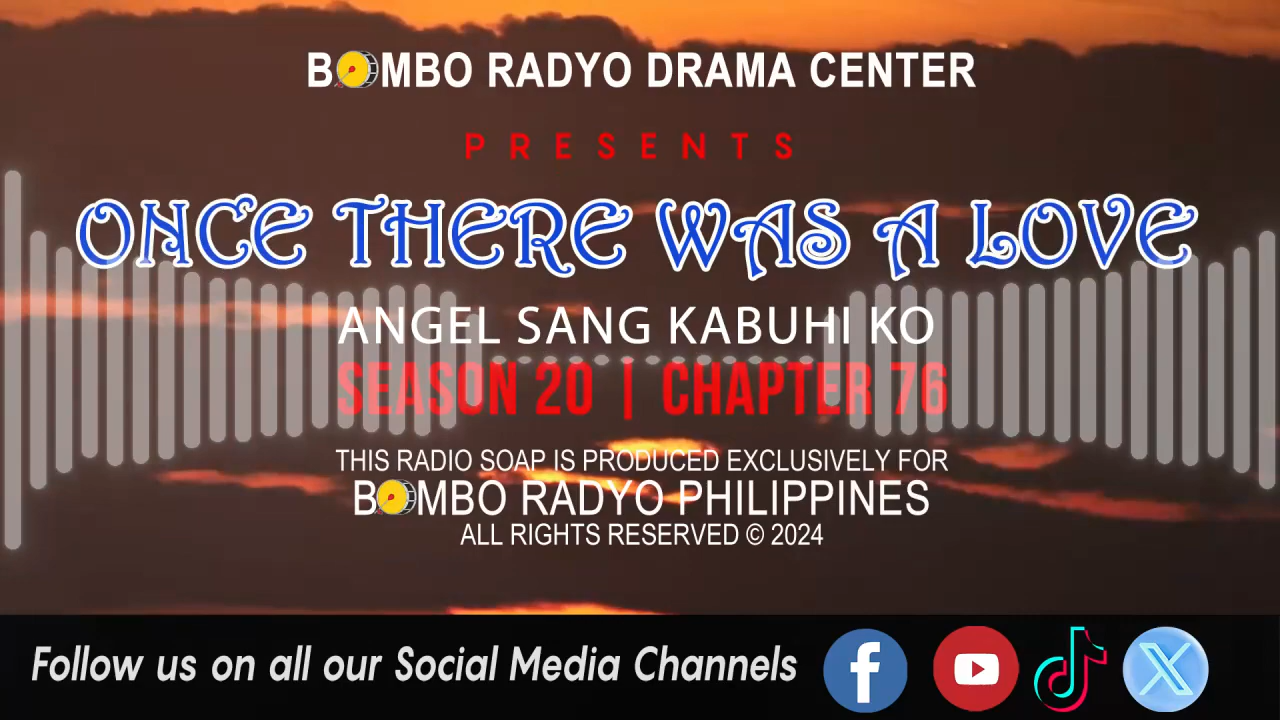 BOMBO RADYO DRAMA CENTER
PRESENTS
ONCE THERE WAS A LOVE
ANGEL SANG KABUHI KO
SEASON 20 | CHAPTER 76
THIS RADIO SOAP IS PRODUCED EXCLUSIVELY FOR
BOMBO RADYO PHILIPPINES
ALL RIGHTS RESERVED © 2024
Follow us on all our Social Media Channels